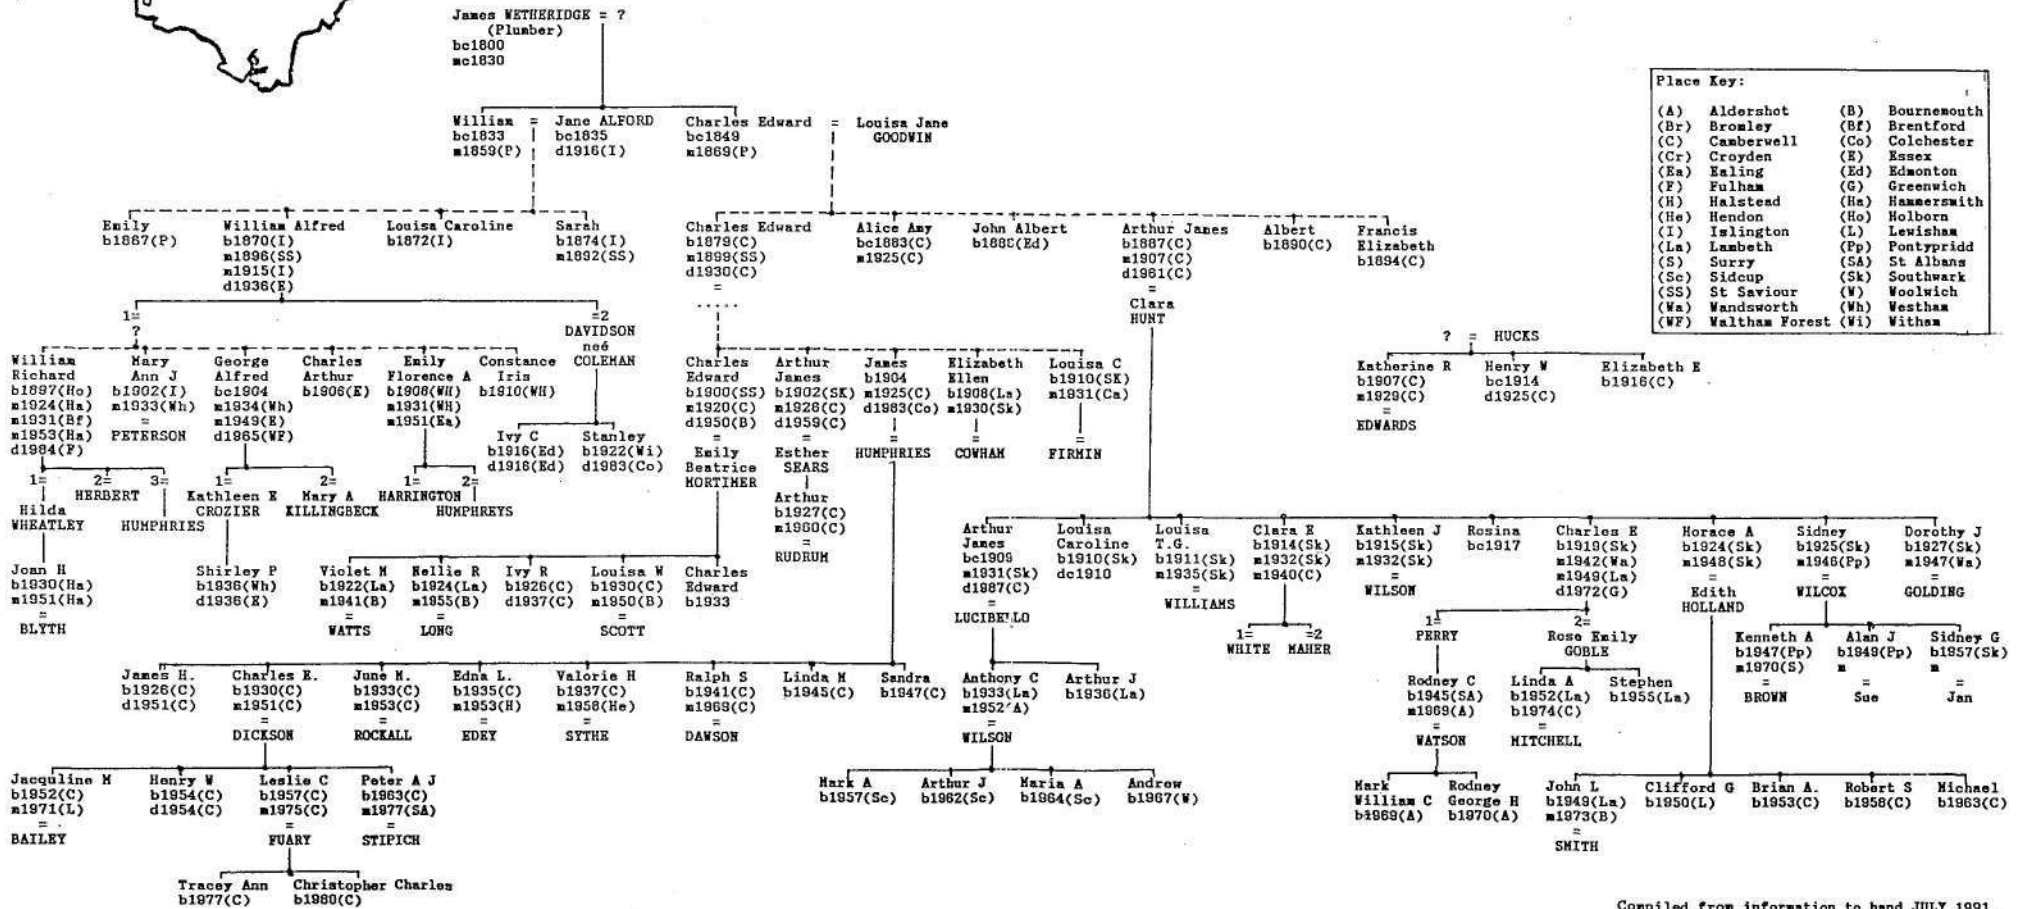 James WETHERIDGE = ?
(Plumber)
bc1800
mc1830
William = Jane ALFORD
bc1833 bc1835
m1859(P) d1916(I)
Charles Edward = Louisa Jane
bc1849 GOODWIN
m1869(P)
Place Key:
(A) Aldershot (B) Bournemouth
(Br) Bromley (Bf) Brentford
(C) Camberwell (Co) Colchester
(Cr) Croyden (E) Essex
(Ea) Ealing (Ed) Edmonton
(F) Fulham (G) Greenwich
(H) Halstead (Ha) Hammersmith
(He) Hendon (Ho) Holborn
(I) Islington (L) Lewisham
(La) Lambeth (Pp) Pontypridd
(S) Surry (SA) St Albans
(Sc) Sidcup (Sk) Southwark
(SS) St Saviour (W) Woolwich
(Wa) Wandsworth (Wh) Westham
(WF) Waltham Forest (Wi) Witham
Emily
b1867(P)
William Alfred
b1870(I)
m1896(SS)
m1915(I)
d1936(E)
Louisa Caroline
b1872(I)
Sarah
b1874(I)
m1892(SS)
Charles Edward
b1879(C)
m1899(SS)
d1930(C)
=
.....
Alice Amy
bc1883(C)
m1925(C)
John Albert
(Ed)
Arthur James
b1887(C)
m1907(C)
d1961(C)
=
Clara
HUNT
Albert
b1890(C)
Francis
Elizabeth
b1894(C)
1=
?
=2
DAVIDSON
neé
COLEMAN
? = HUCKS
Katherine R
b1907(C)
m1929(C)
=
EDWARDS
Henry W
bc1914
d1925(C)
Elizabeth E
b1916(C)
William
Richard
b1897(Ho)
m1924(Ha)
m1931(Bf)
m1953(Ha)
d1984(F)
Mary
Ann J
b1902(I)
m1933(Wh)
=
PETERSON
George
Alfred
bc1904
m1934(Wh)
m1949(E)
d1965(WF)
Charles
Arthur
b1906(E)
Emily
Florence A
b1908(WH)
m1931(WH)
m1951(Ea)
Constance
Iris
b1910(WH)
Ivy C
b1916(Ed)
d1916(Ed)
Stanley
b1922(Wi)
d1983(Co)
Charles
Edward
b1900(SS)
m1920(C)
d1950(B)
=
Emily
Beatrice
MORTIMER
Arthur
James
b1902(SK)
m1926(C)
d1959(C)
=
Esther
SEARS
Arthur
b1927(C)
m1960(C)
=
RUDRUM
James
b1904
m1925(C)
d1983(Co)
=
HUMPHRIES
Elizabeth
Ellen
b1908(La)
m1930(Sk)
=
COWHAM
Louisa C
b1910(SK)
m1931(Ca)
=
FIRMIN
1= 2= 3=
HERBERT
Hilda
WHEATLEY
HUMPHRIES
1= 2=
Kathleen E Mary A
CROZIER KILLINGBECK
1= 2=
HARRINGTON
HUMPHREYS
Joan H
b1930(Ha)
m1951(Ha)
=
BLYTH
Shirley P
b1936(Wh)
d1936(E)
Violet M
b1922(La)
m1941(B)
=
WATTS
Nellie R
b1924(La)
m1955(B)
=
LONG
Ivy R
b1926(C)
d1937(C)
Louisa W
b1930(C)
m1950(B)
=
SCOTT
Charles
Edward
b1933
Arthur
James
bc1909
m1931(Sk)
d1987(C)
=
LUCIBELLO
Louisa
Caroline
b1910(Sk)
dc1910
Louisa
T.G.
b1911(Sk)
m1935(Sk)
=
WILLIAMS
Clara E
b1914(Sk)
m1932(Sk)
m1940(C)
1= =2
WHITE MAHER
Kathleen J
b1915(Sk)
m1932(Sk)
=
WILSON
Rosina
bc1917
Charles E
b1919(Sk)
m1942(Wa)
m1949(La)
d1972(G)
1= 2=
PERRY
Rose Emily
GOBLE
Horace A
b1924(Sk)
m1948(Sk)
=
Edith
HOLLAND
Sidney
b1925(Sk)
m1946(Pp)
=
WILCOX
Dorothy J
b1927(Sk)
m1947(Wa)
=
GOLDING
Kenneth A
b1947(Pp)
m1970(S)
=
BROWN
Alan J
b1949(Pp)
m
=
Sue
Sidney G
b1957(Sk)
m
=
Jan
James H.
b1926(C)
d1951(C)
Charles E.
b1930(C)
m1951(C)
=
DICKSON
June M.
b1933(C)
m1953(C)
=
ROCKALL
Edna L.
b1935(C)
m1953(H)
=
EDEY
Valorie H
b1937(C)
m1958(He)
=
SYTHE
Ralph S
b1941(C)
m1969(C)
=
DAWSON
Linda M
b1945(C)
Sandra
b1947(C)
Anthony C
b1933(La)
m1952'A)
=
WILSON
Arthur J
b1936(La)
Rodney C
b1945(SA)
m1969(A)
=
WATSON
Linda A
b1952(La)
b1974(C)
=
MITCHELL
Stephen
b1955(La)
Jacquline M
b1952(C)
m1971(L)
=
BAILEY
Henry W
b1954(C)
d1954(C)
Leslie C
b1957(C)
m1975(C)
=
FUARY
Peter A J
b1963(C)
m1977(SA)
=
STIPICH
Mark A
b1957(Sc)
Arthur J
b1962(Sc)
Maria A
b1964(Sc)
Andrew
b1967(W)
Mark
William C
b1969(A)
Rodney
George H
b1970(A)
John L
b1949(La)
m1973(B)
=
SMITH
Clifford G
b1950(L)
Brian A.
b1953(C)
Robert S
b1958(C)
Michael
b1963(C)
Tracey Ann
b1977(C)
Christopher Charles
b1980(C)
Compiled from information to hand JULY 1991